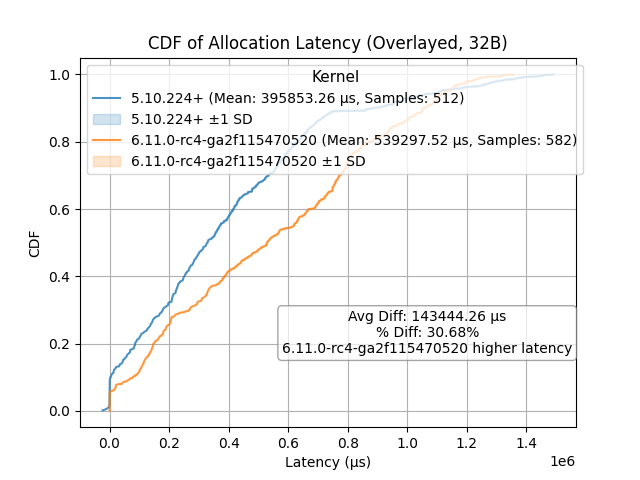 CDF of Allocation Latency (Overlayed, 32B)
Kernel
5.10.224+ (Mean: 395853.26 µs, Samples: 512)
5.10.224+ ±1 SD
6.11.0-rc4-ga2f115470520 (Mean: 539297.52 µs, Samples: 582)
6.11.0-rc4-ga2f115470520 ±1 SD
1.0
0.8
0.6
0.4
0.2
0.0
CDF
Avg Diff: 143444.26 µs
% Diff: 30.68%
6.11.0-rc4-ga2f115470520 higher latency
0.0 0.2 0.4 0.6 0.8 1.0 1.2 1.4
1e6
Latency (µs)